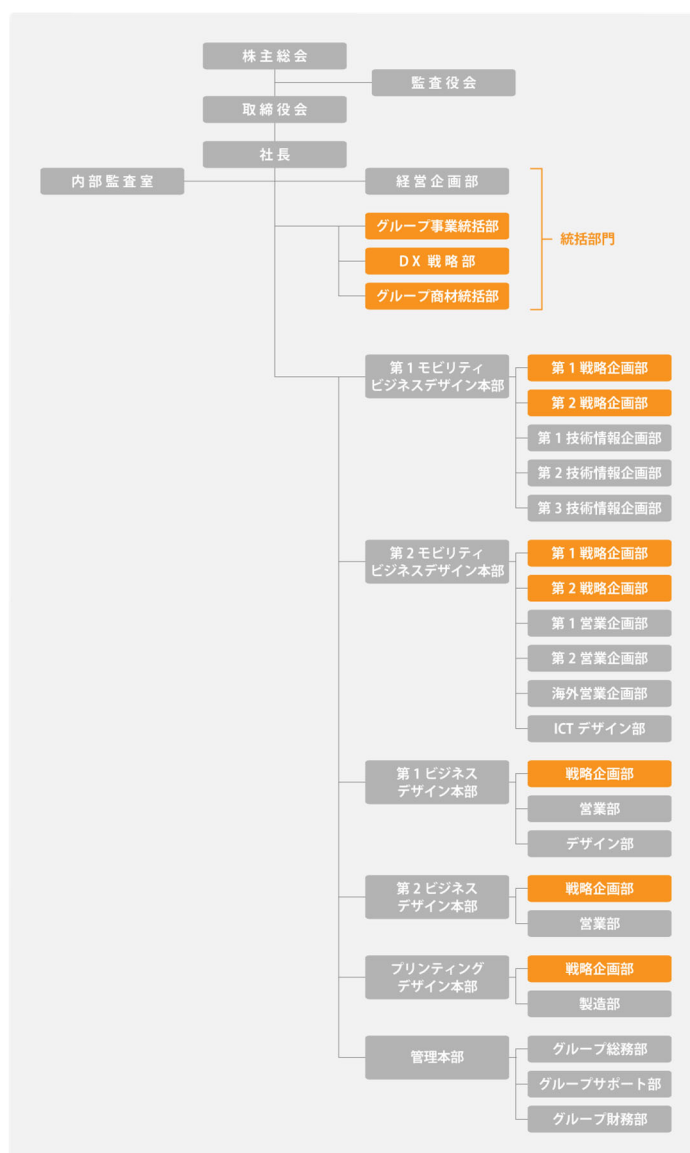 株主総会
監査役会
取締役会
社長
内部監査室
経営企画部
グループ事業統括部
DX 戦略部
グループ商材統括部
統括部門
第1モビリティ
ビジネスデザイン本部
第1戦略企画部
第2戦略企画部
第1技術情報企画部
第2技術情報企画部
第3技術情報企画部
第2モビリティ
ビジネスデザイン本部
第1戦略企画部
第2戦略企画部
第1営業企画部
第2営業企画部
海外営業企画部
ICT デザイン部
第1ビジネス
デザイン本部
戦略企画部
営業部
デザイン部
第2ビジネス
デザイン本部
戦略企画部
営業部
プリンティング
デザイン本部
戦略企画部
製造部
管理本部
グループ総務部
グループサポート部
グループ財務部